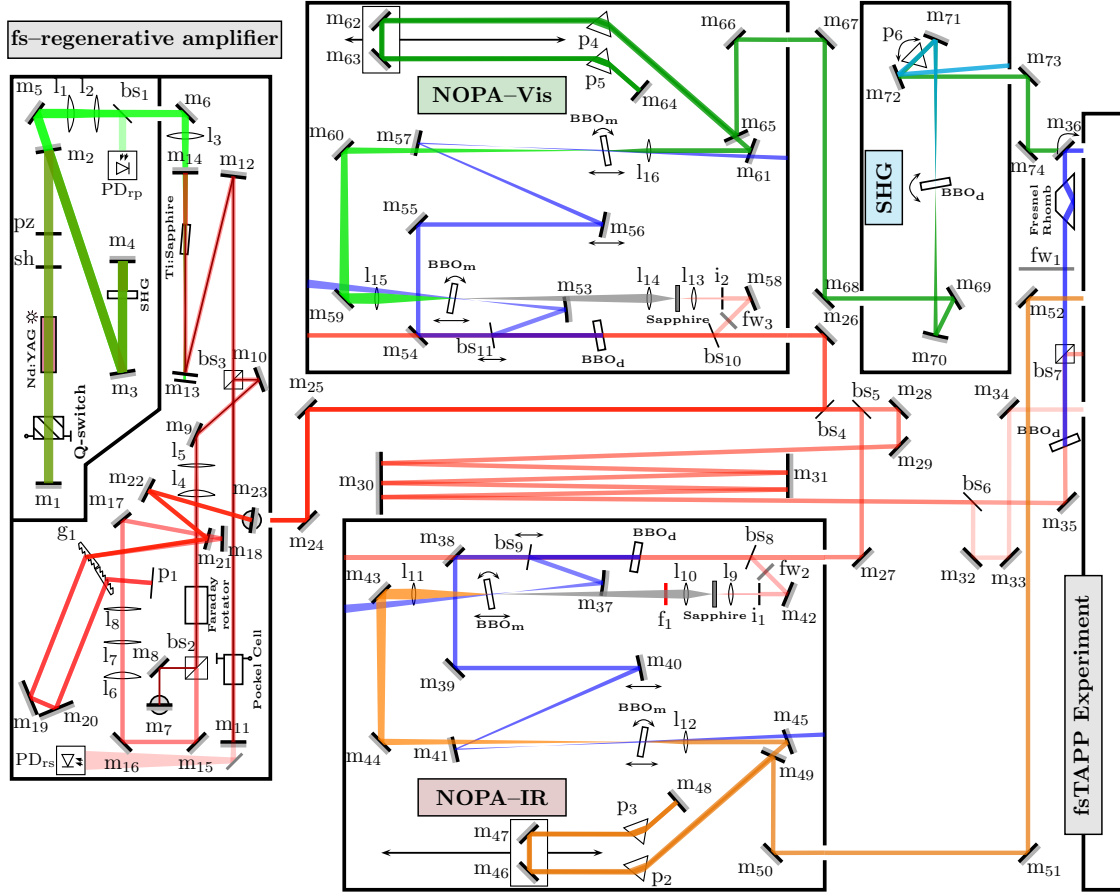 fs–regenerative amplifier
m62
m63
p4
p5
m64
NOPA–Vis
m66
m67
m65
m61
m60
m57
BBOm
l16
m55
m56
BBOm
l15
m59
m53
l14
l13
i2
m58
Sapphire
fw3
m54
bs11
BBOd
bs10
m71
p6
m72
SHG
BBOd
m69
m70
m68
m26
m73
m74
m36
Fresnel
Rhomb
fw1
m52
bs7
BBOd
m5
l1
l2
bs1
m6
l3
m2
m14
m12
PDrp
pz
sh
m4
SHG
Ti:Sapphire
Nd:YAG
m3
m13
bs3
m10
Q-switch
m1
m9
l5
l4
m25
m22
m23
m17
m24
g1
m21
m18
p1
l8
l7
l6
Faraday
rotator
bs2
m8
m7
Pockel Cell
m11
m19
m20
PDrs
m16
m15
bs5
m28
bs4
m29
m34
m30
m31
bs6
m35
m32
m33
m27
m38
bs9
BBOd
bs8
fw2
m43
l11
BBOm
m37
l10
l9
f1
Sapphire
i1
m42
m39
m40
m44
m41
BBOm
l12
m45
m49
NOPA–IR
m48
p3
m47
m46
p2
m50
m51
fsTAPP Experiment